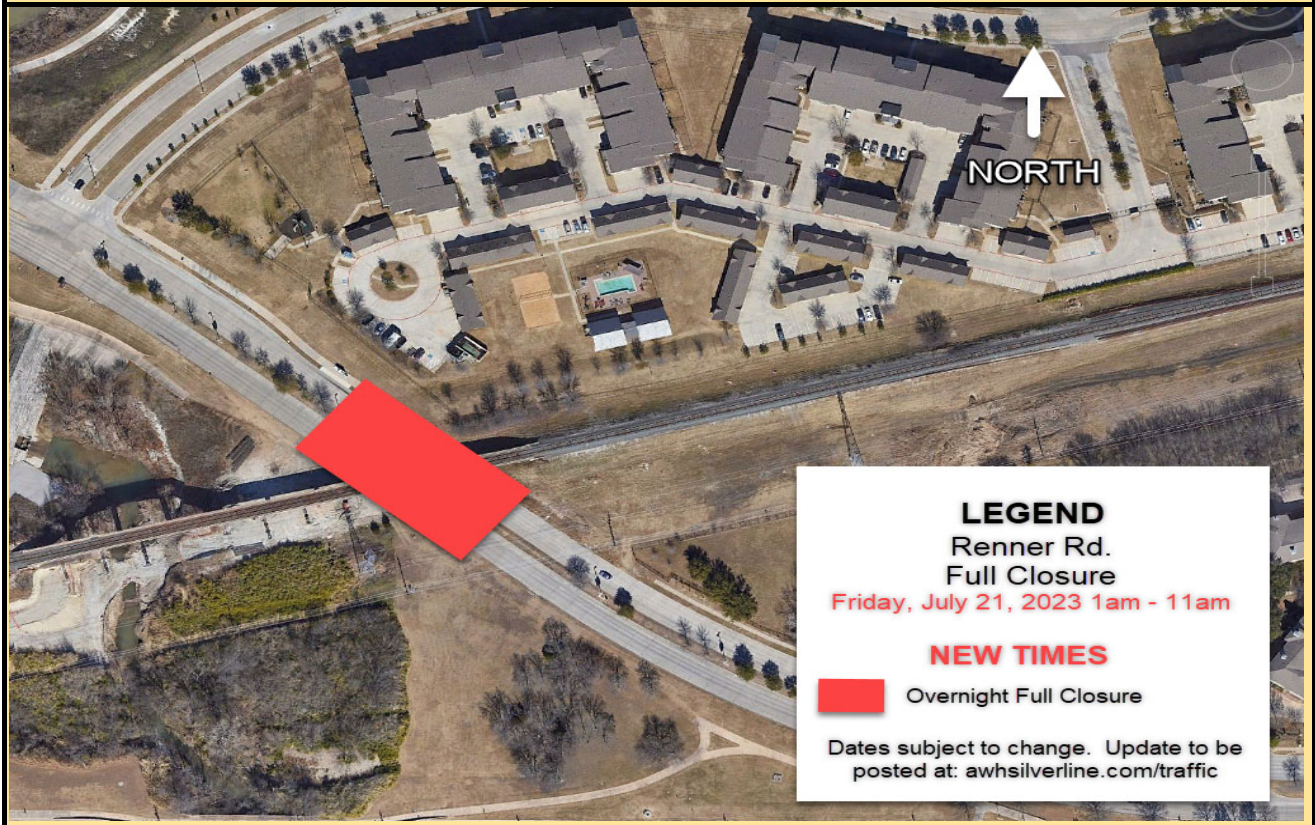 NORTH
LEGEND
Renner Rd.
Full Closure
Friday, July 21, 2023 1am - 11am
NEW TIMES
Overnight Full Closure
Dates subject to change. Update to be
posted at: awhsilverline.com/traffic